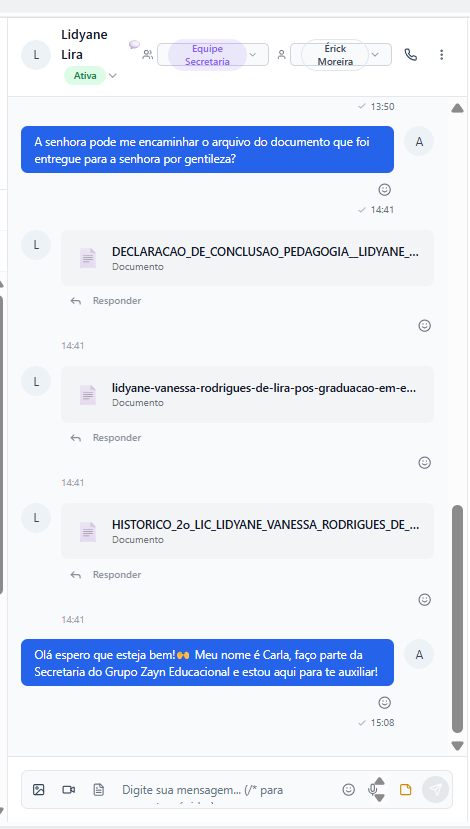 Lidyane
Lira
L
Equipe
Secretaria
Érick
Moreira
Ativa
13:50
A senhora pode me encaminhar o arquivo do documento que foi
entregue para a senhora por gentileza?
A
14:41
L
DECLARACAO_DE_CONCLUSAO_PEDAGOGIA__LIDYANE_...
Documento
Responder
14:41
L
lidyane-vanessa-rodrigues-de-lira-pos-graduacao-em-e...
Documento
Responder
14:41
L
HISTORICO_2o_LIC_LIDYANE_VANESSA_RODRIGUES_DE_...
Documento
Responder
14:41
Olá espero que esteja bem!🙌 Meu nome é Carla, faço parte da
Secretaria do Grupo Zayn Educacional e estou aqui para te auxiliar!
A
15:08
Digite sua mensagem... (/* para